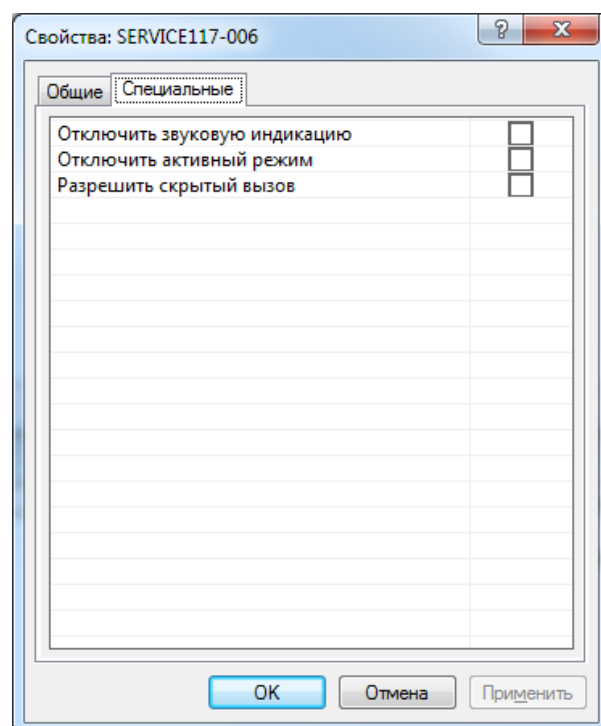 Свойства: SERVICE117-006
Общие Специальные
Отключить звуковую индикацию
Отключить активный режим
Разрешить скрытый вызов
OK Отмена Применить